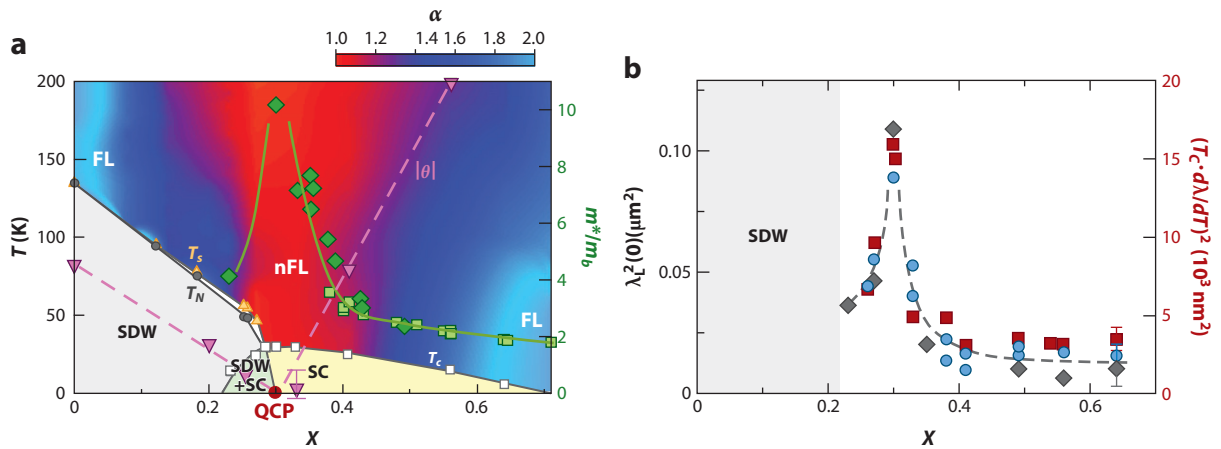 α
1.0 1.2 1.4 1.6 1.8 2.0
a
200
150
100
50
0
T (K)
FL
T_s
T_N
SDW
SDW
+SC
QCP
nFL
|θ|
T_c
SC
FL
10
8
6
4
2
0
m*/m_b
0 0.2 0.4 0.6
X
b
0.10
0.05
0
λ_L^2(0)(μm^2)
SDW
20
15
10
5
0
(T_C·dλ/dT)^2 (10^3 nm^2)
0 0.2 0.4 0.6
X